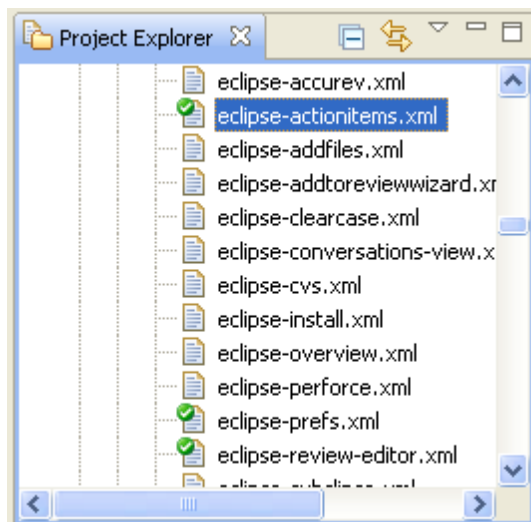 Project Explorer
eclipse-accurev.xml
eclipse-actionitems.xml
eclipse-addfiles.xml
eclipse-addtoreviewwizard.xr
eclipse-clearcase.xml
eclipse-conversations-view.x
eclipse-cvs.xml
eclipse-install.xml
eclipse-overview.xml
eclipse-perforce.xml
eclipse-prefs.xml
eclipse-review-editor.xml